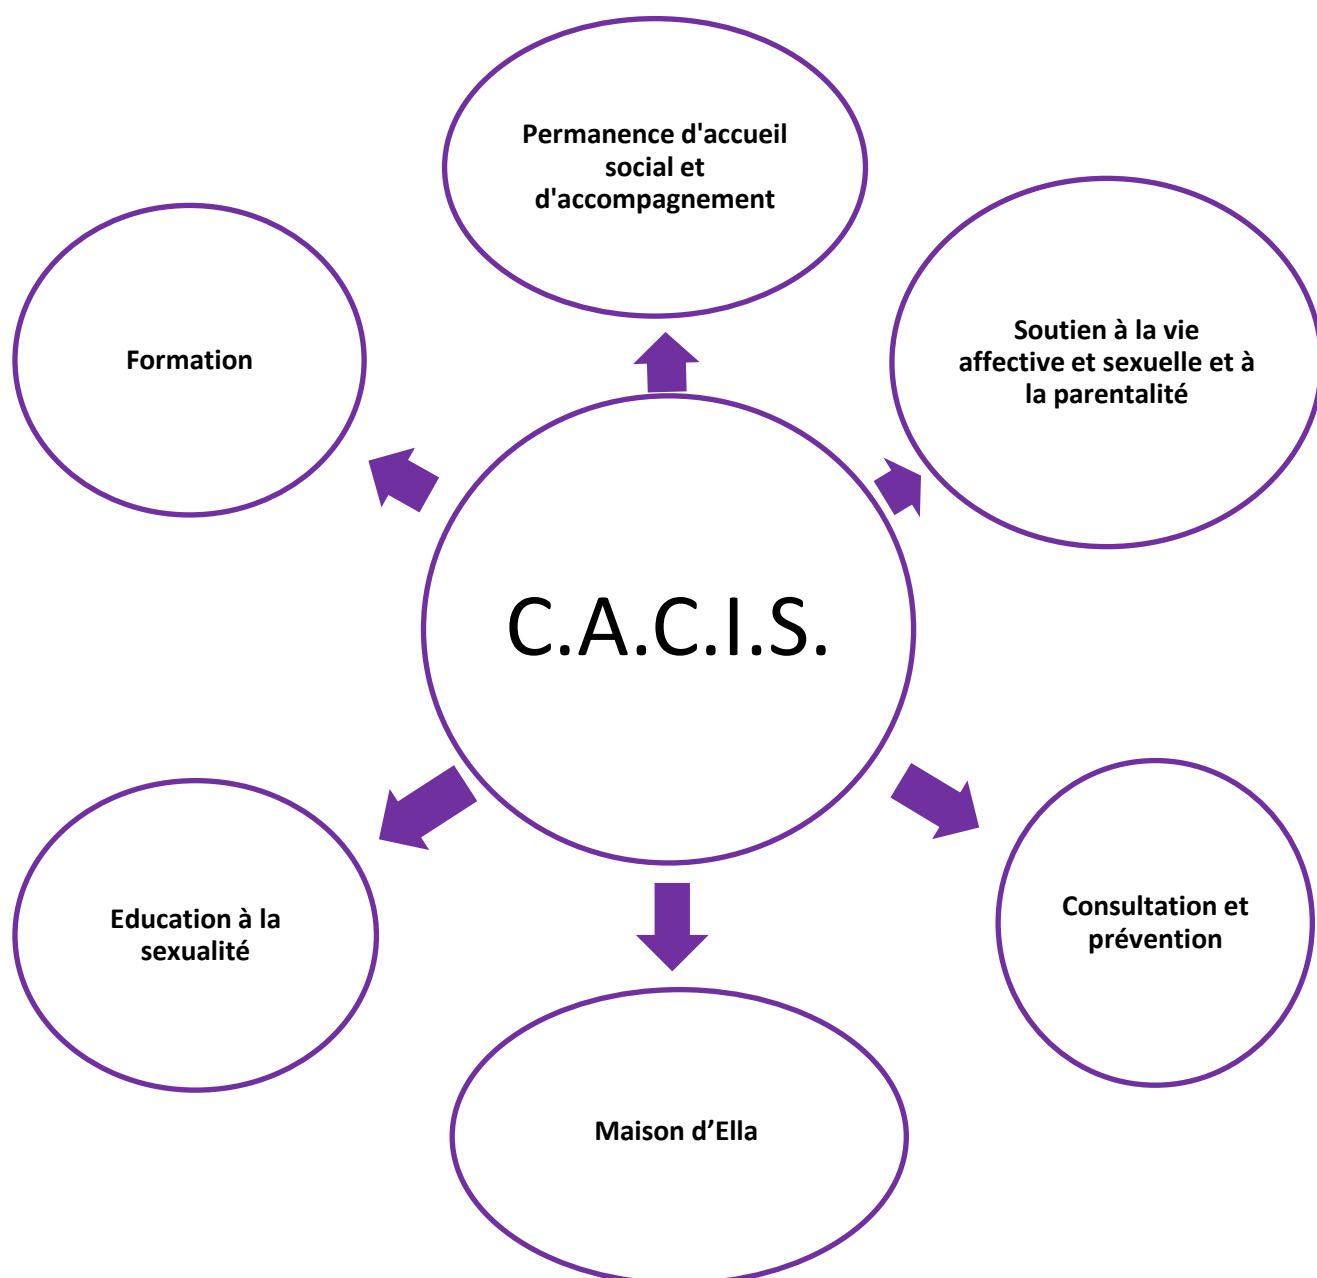 Permanence d'accueil
social et
d'accompagnement
Formation
Soutien à la vie
affective et sexuelle et à
la parentalité
C.A.C.I.S.
Education à la
sexualité
Consultation et
prévention
Maison d’Ella